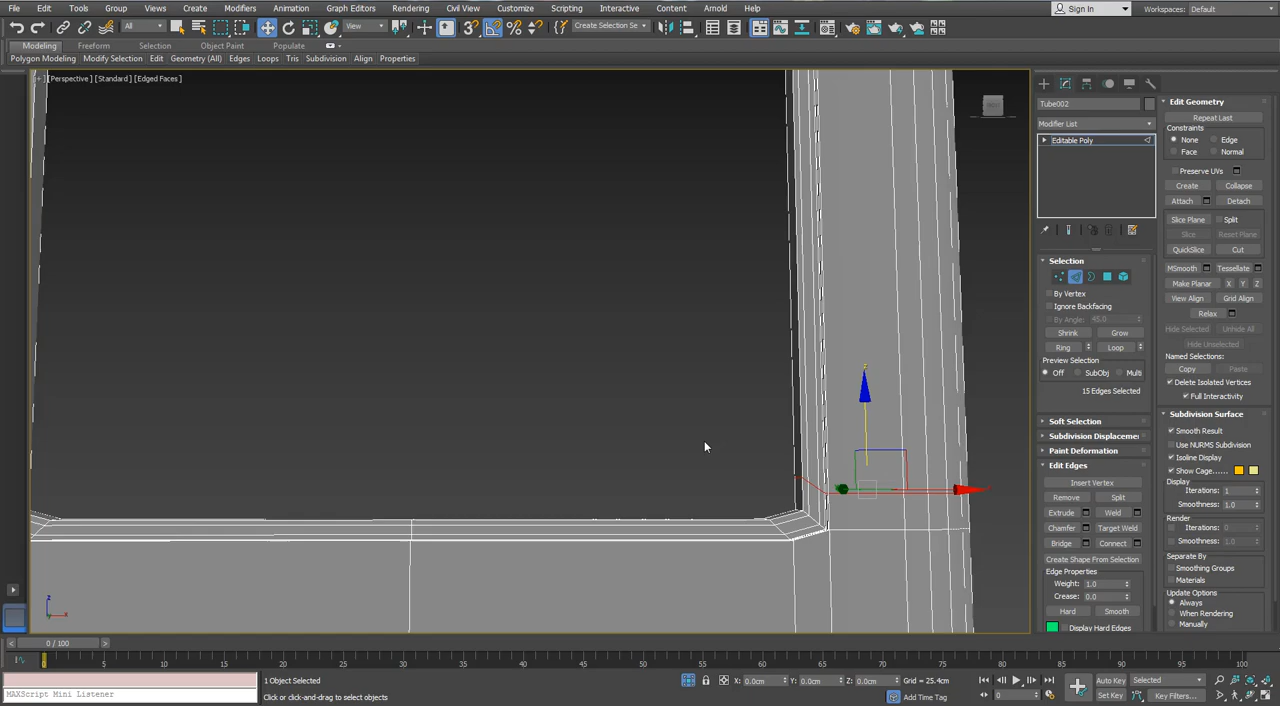 File Edit Tools Group Views Create Modifiers Animation Graph Editors Rendering Civil View Customize Scripting Interactive Content Arnold Help Sign In Workspaces: Default
All View Create Selection Se
Modeling Freeform Selection Object Paint Populate
Polygon Modeling Modify Selection Edit Geometry (All) Edges Loops Tris Subdivision Align Properties
[+] [Perspective] [Standard] [Edged Faces]
Tube002
Modifier List
Editable Poly
Selection
By Vertex
Ignore Backfacing
By Angle: 45.0
Shrink Grow
Ring Loop
Preview Selection
Off SubObj Multi
15 Edges Selected
Soft Selection
Subdivision Displacemen
Paint Deformation
Edit Edges
Insert Vertex
Remove Split
Extrude Weld
Chamfer Target Weld
Bridge Connect
Create Shape From Selection
Edge Properties
Weight: 1.0
Crease: 0.0
Hard Smooth
Display Hard Edges
Edit Geometry
Repeat Last
Constraints
None Edge
Face Normal
Preserve UVs
Create Collapse
Attach Detach
Slice Plane Split
Slice Reset Plane
QuickSlice Cut
MSmooth Tessellate
Make Planar X Y Z
View Align Grid Align
Relax
Hide Selected Unhide All
Hide Unselected
Named Selections:
Copy Paste
Delete Isolated Vertices
Full Interactivity
Subdivision Surface
Smooth Result
Use NURMS Subdivision
Isoline Display
Show Cage......
Display
Iterations: 1
Smoothness: 1.0
Render
Iterations: 0
Smoothness: 1.0
Separate By
Smoothing Groups
Materials
Update Options
Always
When Rendering
Manually
z
x
0 / 100
0 5 10 15 20 25 30 35 40 45 50 55 60 65 70 75 80 85 90 95 100
1 Object Selected X: 0.0cm Y: 0.0cm Z: 0.0cm Grid = 25.4cm Auto Key Selected
MAXScript Mini Listener Click or click-and-drag to select objects Add Time Tag 0 Set Key Key Filters...